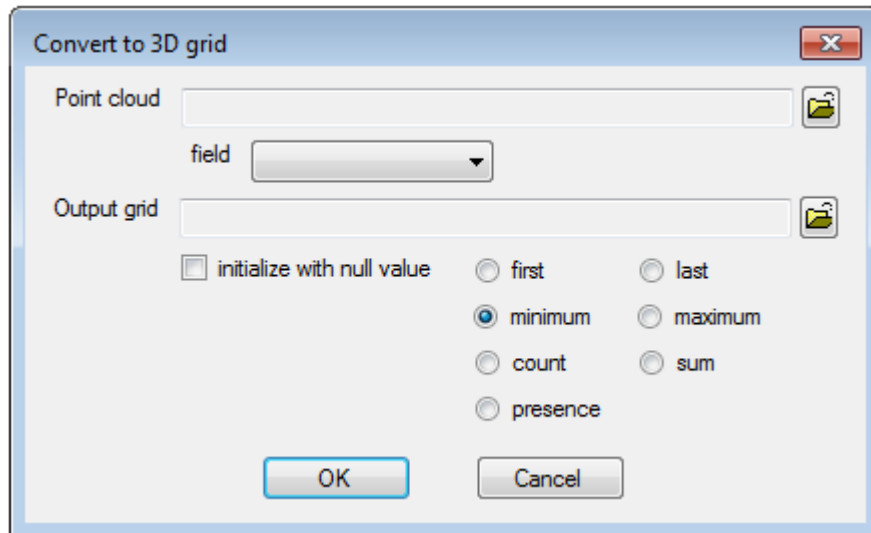 Convert to 3D grid
Point cloud
field
Output grid
initialize with null value first last
minimum maximum
count sum
presence
OK Cancel